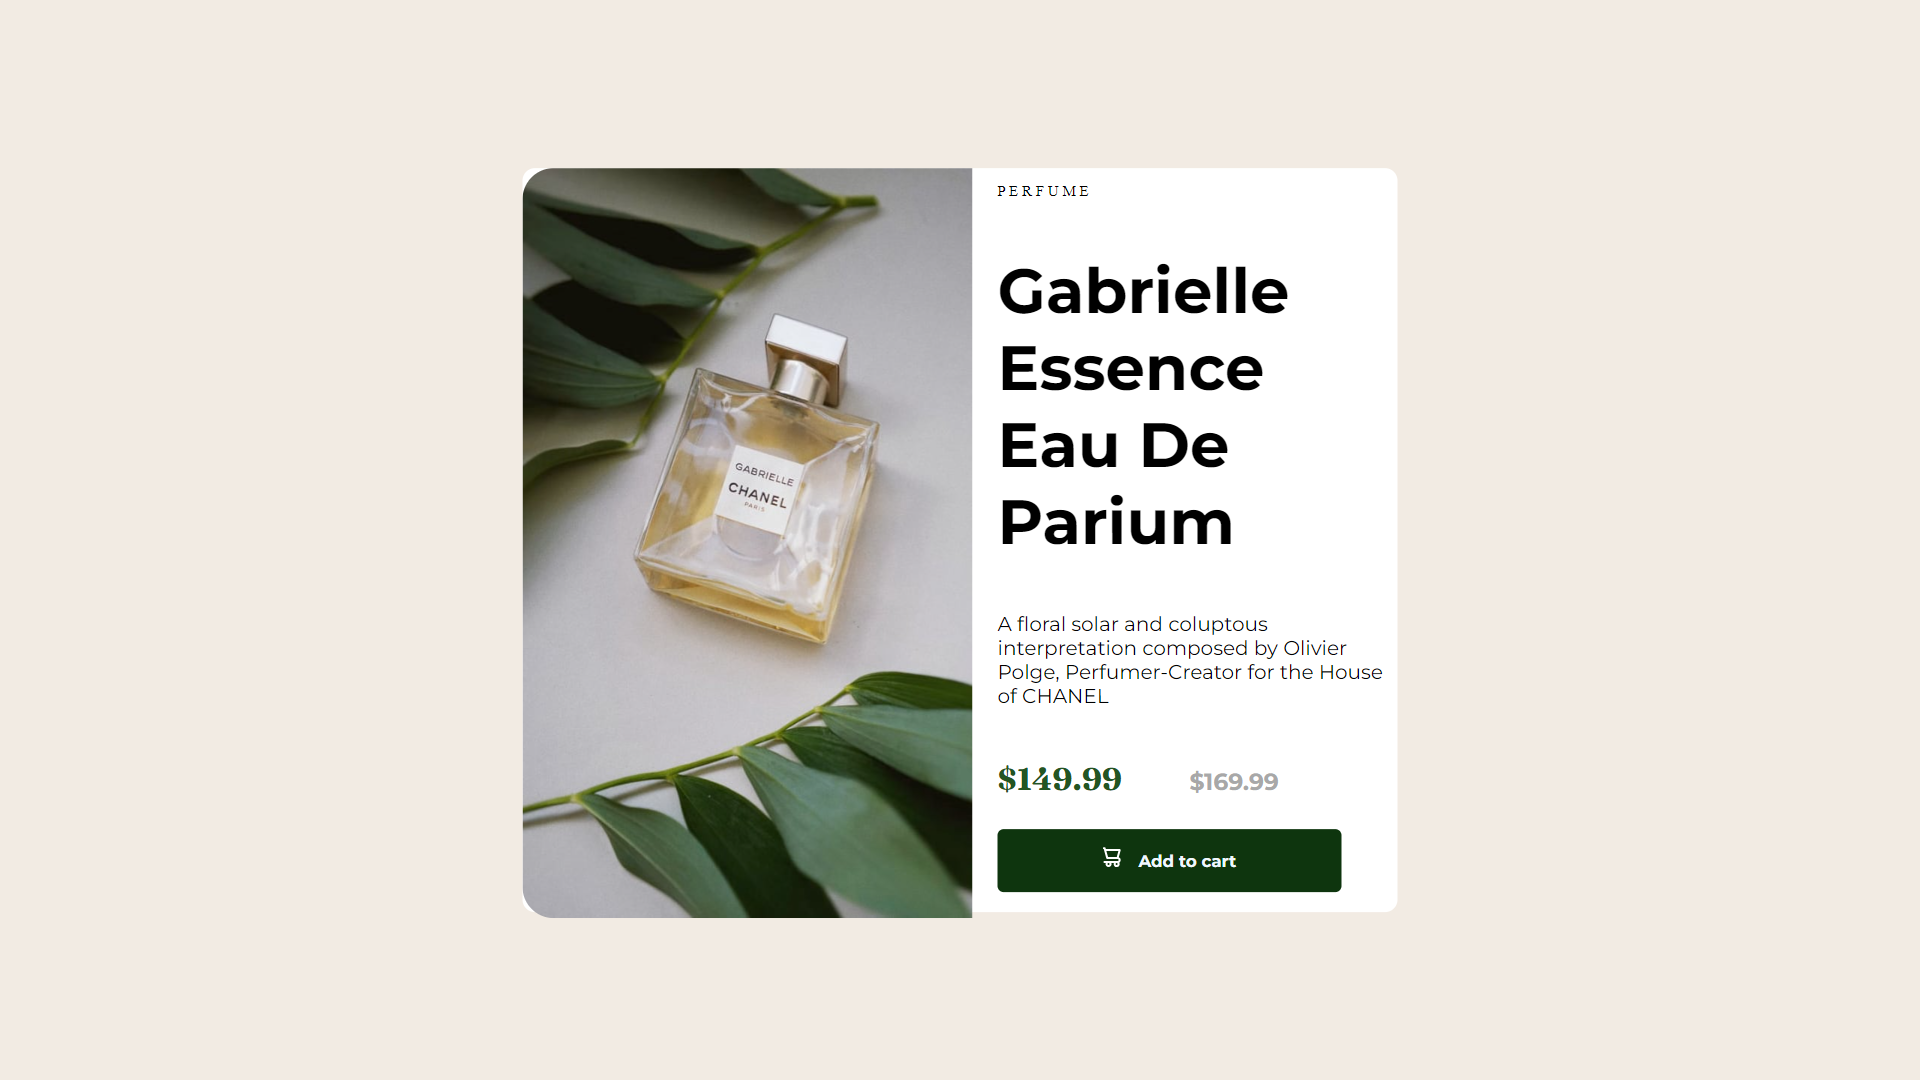 PERFUME
Gabrielle
Essence
Eau De
Parium
A floral solar and coluptous
interpretation composed by Olivier
Polge, Perfumer-Creator for the House
of CHANEL
$149.99
$169.99
Add to cart
GABRIELLE
CHANEL
PARIS